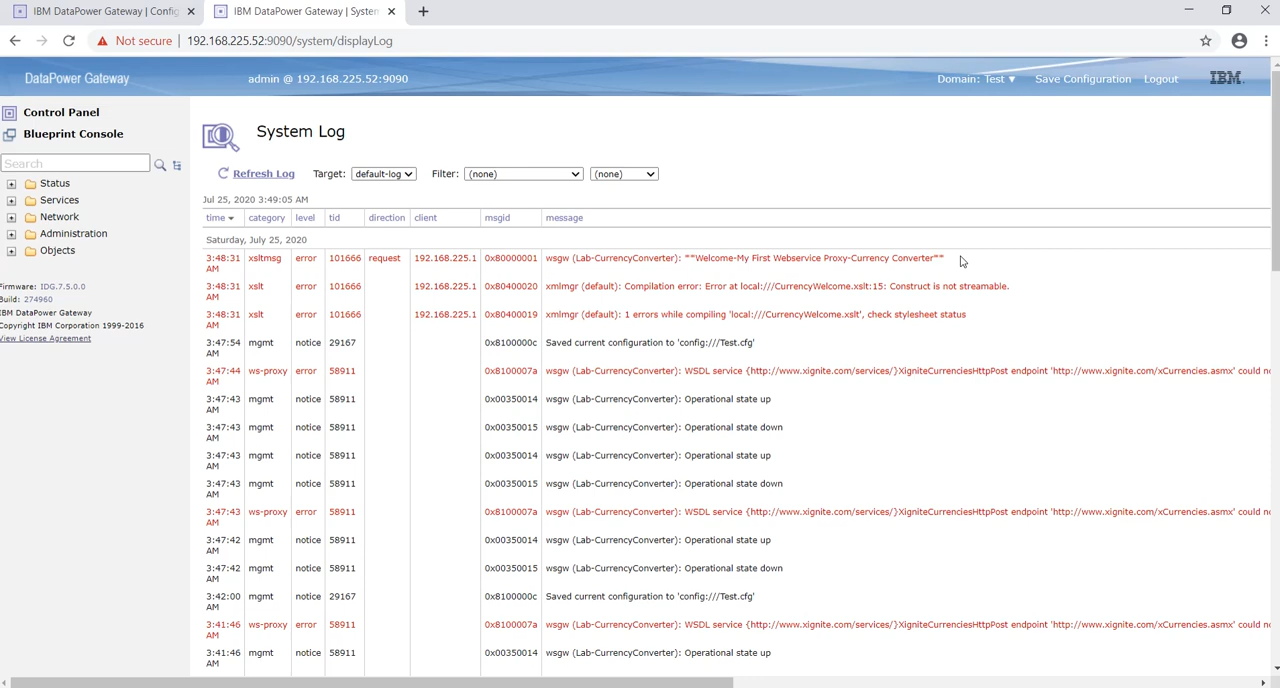 IBM DataPower Gateway | Config
IBM DataPower Gateway | System
Not secure | 192.168.225.52:9090/system/displayLog
DataPower Gateway
admin @ 192.168.225.52:9090
Domain: Test ▼
Save Configuration
Logout
IBM.
Control Panel
Blueprint Console
Search
Status
Services
Network
Administration
Objects
Firmware: IDG.7.5.0.0
Build: 274960
IBM DataPower Gateway
Copyright IBM Corporation 1999-2016
View License Agreement
System Log
Refresh Log Target: default-log Filter: (none) (none)
Jul 25, 2020 3:49:05 AM
time category level tid direction client msgid message
Saturday, July 25, 2020
3:48:31 AM xsltmsg error 101666 request 192.168.225.1 0x80000001 wsgw (Lab-CurrencyConverter): **Welcome-My First Webservice Proxy-Currency Converter**
3:48:31 AM xslt error 101666 192.168.225.1 0x80400020 xmlmgr (default): Compilation error: Error at local:///CurrencyWelcome.xslt:15: Construct is not streamable.
3:48:31 AM xslt error 101666 192.168.225.1 0x80400019 xmlmgr (default): 1 errors while compiling 'local:///CurrencyWelcome.xslt', check stylesheet status
3:47:54 AM mgmt notice 29167 0x8100000c Saved current configuration to 'config:///Test.cfg'
3:47:44 AM ws-proxy error 58911 0x8100007a wsgw (Lab-CurrencyConverter): WSDL service {http://www.xignite.com/services/}XigniteCurrenciesHttpPost endpoint 'http://www.xignite.com/xCurrencies.asmx' could no
3:47:43 AM mgmt notice 58911 0x00350014 wsgw (Lab-CurrencyConverter): Operational state up
3:47:43 AM mgmt notice 58911 0x00350015 wsgw (Lab-CurrencyConverter): Operational state down
3:47:43 AM mgmt notice 58911 0x00350014 wsgw (Lab-CurrencyConverter): Operational state up
3:47:43 AM mgmt notice 58911 0x00350015 wsgw (Lab-CurrencyConverter): Operational state down
3:47:43 AM ws-proxy error 58911 0x8100007a wsgw (Lab-CurrencyConverter): WSDL service {http://www.xignite.com/services/}XigniteCurrenciesHttpPost endpoint 'http://www.xignite.com/xCurrencies.asmx' could no
3:47:42 AM mgmt notice 58911 0x00350014 wsgw (Lab-CurrencyConverter): Operational state up
3:47:42 AM mgmt notice 58911 0x00350015 wsgw (Lab-CurrencyConverter): Operational state down
3:42:00 AM mgmt notice 29167 0x8100000c Saved current configuration to 'config:///Test.cfg'
3:41:46 AM ws-proxy error 58911 0x8100007a wsgw (Lab-CurrencyConverter): WSDL service {http://www.xignite.com/services/}XigniteCurrenciesHttpPost endpoint 'http://www.xignite.com/xCurrencies.asmx' could no
3:41:46 AM mgmt notice 58911 0x00350014 wsgw (Lab-CurrencyConverter): Operational state up